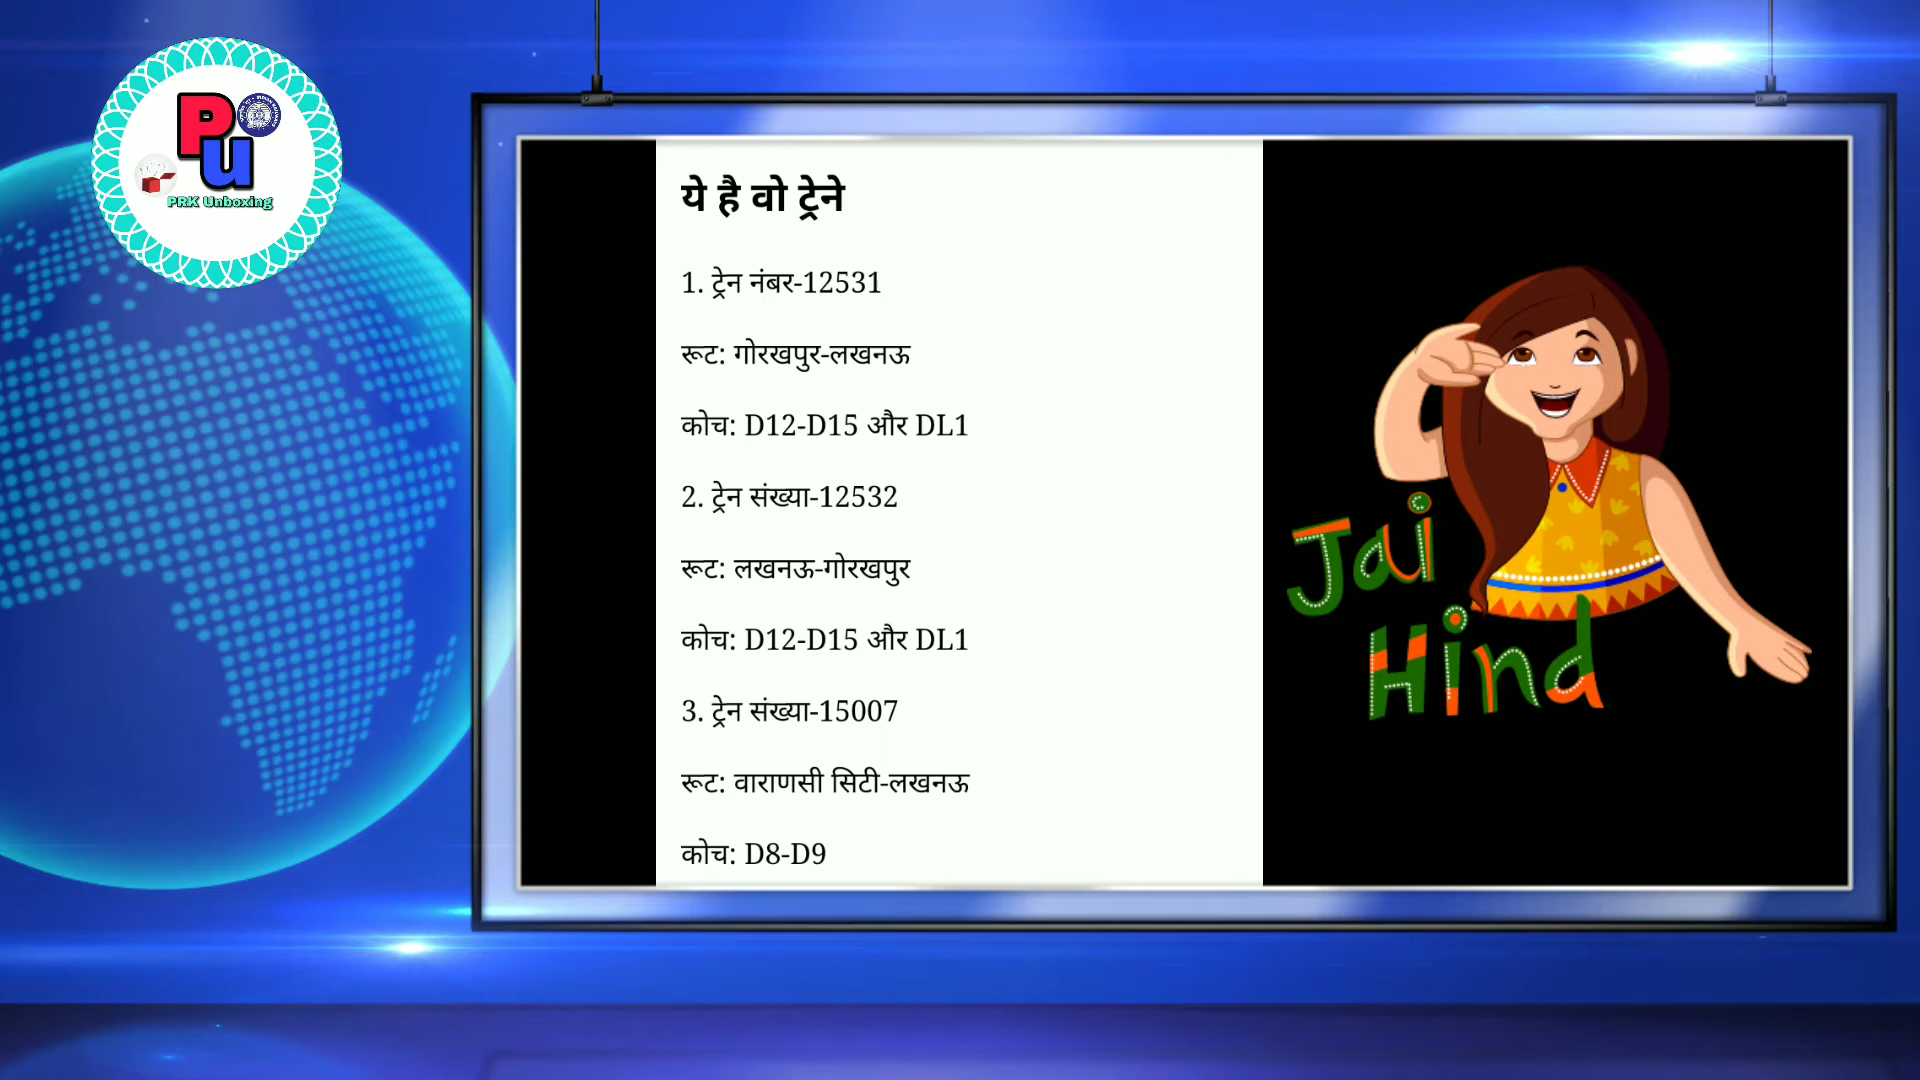 PU
PRK Unboxing
ये है वो ट्रेने
1. ट्रेन नंबर-12531
रूट: गोरखपुर-लखनऊ
कोच: D12-D15 और DL1
2. ट्रेन संख्या-12532
रूट: लखनऊ-गोरखपुर
कोच: D12-D15 और DL1
3. ट्रेन संख्या-15007
रूट: वाराणसी सिटी-लखनऊ
कोच: D8-D9
Jai
Hind